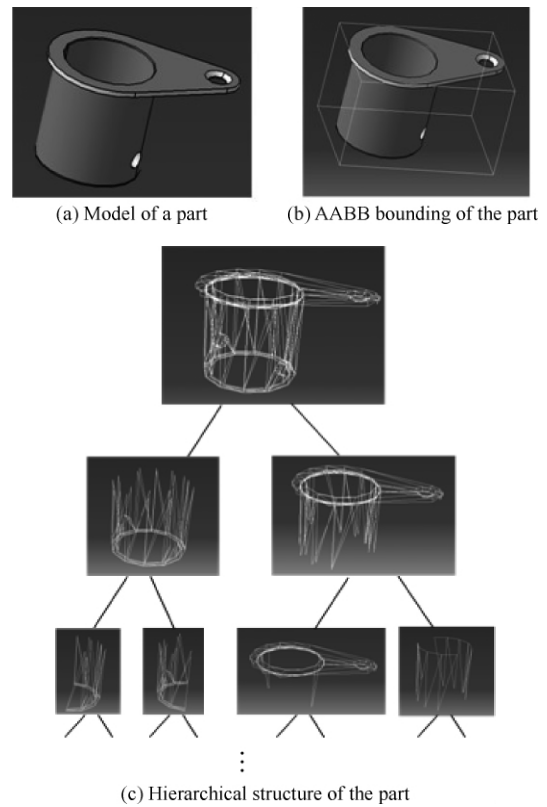 (a) Model of a part
(b) AABB bounding of the part
(c) Hierarchical structure of the part